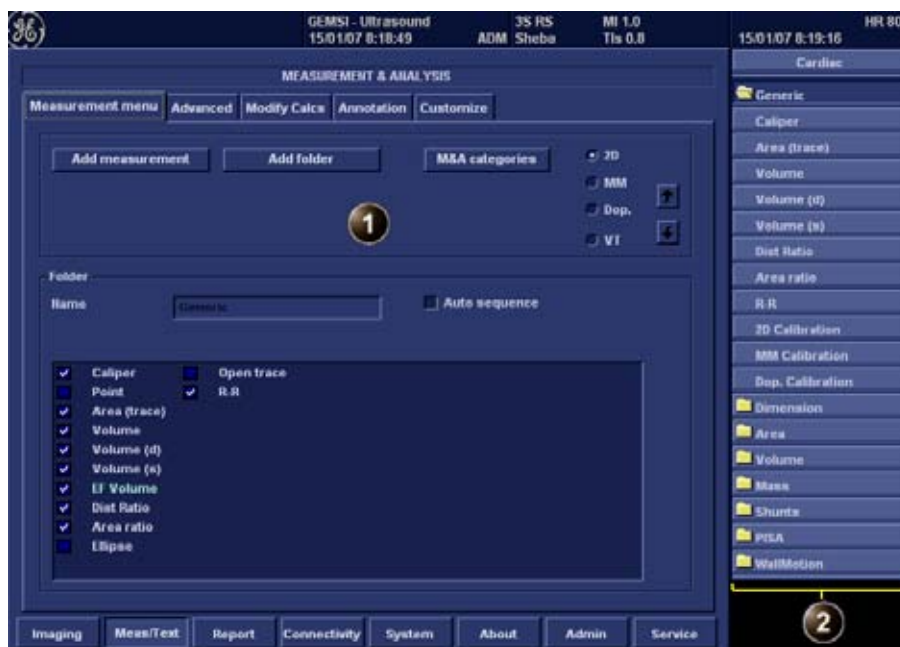 GEMSI - Ultrasound 3S RS MI 1.0
15/01/07 8:18:49 ADM Sheba TIs 0.8
HR 80
15/01/07 8:19:16
MEASUREMENT & ANALYSIS
Measurement menu Advanced Modify Calcs Annotation Customize
Add measurement Add folder M&A categories
2D
MM
Dop.
VT
1
Folder
Name Generic Auto sequence
Caliper Open trace
Point R-R
Area (trace)
Volume
Volume (d)
Volume (s)
EF Volume
Dist Ratio
Area ratio
Ellipse
Imaging Meas/Text Report Connectivity System About Admin Service
Cardiac
Generic
Caliper
Area (trace)
Volume
Volume (d)
Volume (s)
Dist Ratio
Area ratio
R-R
2D Calibration
MM Calibration
Dop. Calibration
Dimension
Area
Volume
Mass
Shunts
PISA
WallMotion
2